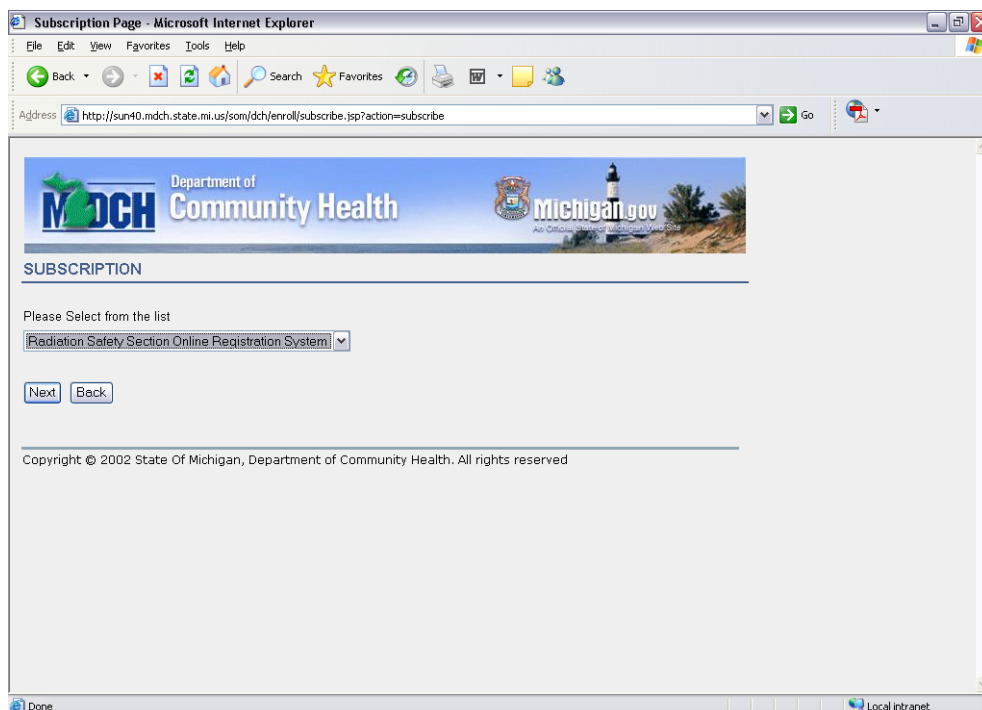 Subscription Page - Microsoft Internet Explorer
File Edit View Favorites Tools Help
Back Search Favorites
Address http://sun40.mdch.state.mi.us/som/dch/enroll/subscribe.jsp?action=subscribe Go
MDCH Department of Community Health
Michigan.gov
An Official State of Michigan Web Site
SUBSCRIPTION
Please Select from the list
Radiation Safety Section Online Registration System
Next Back
Copyright © 2002 State Of Michigan, Department of Community Health. All rights reserved
Done Local intranet